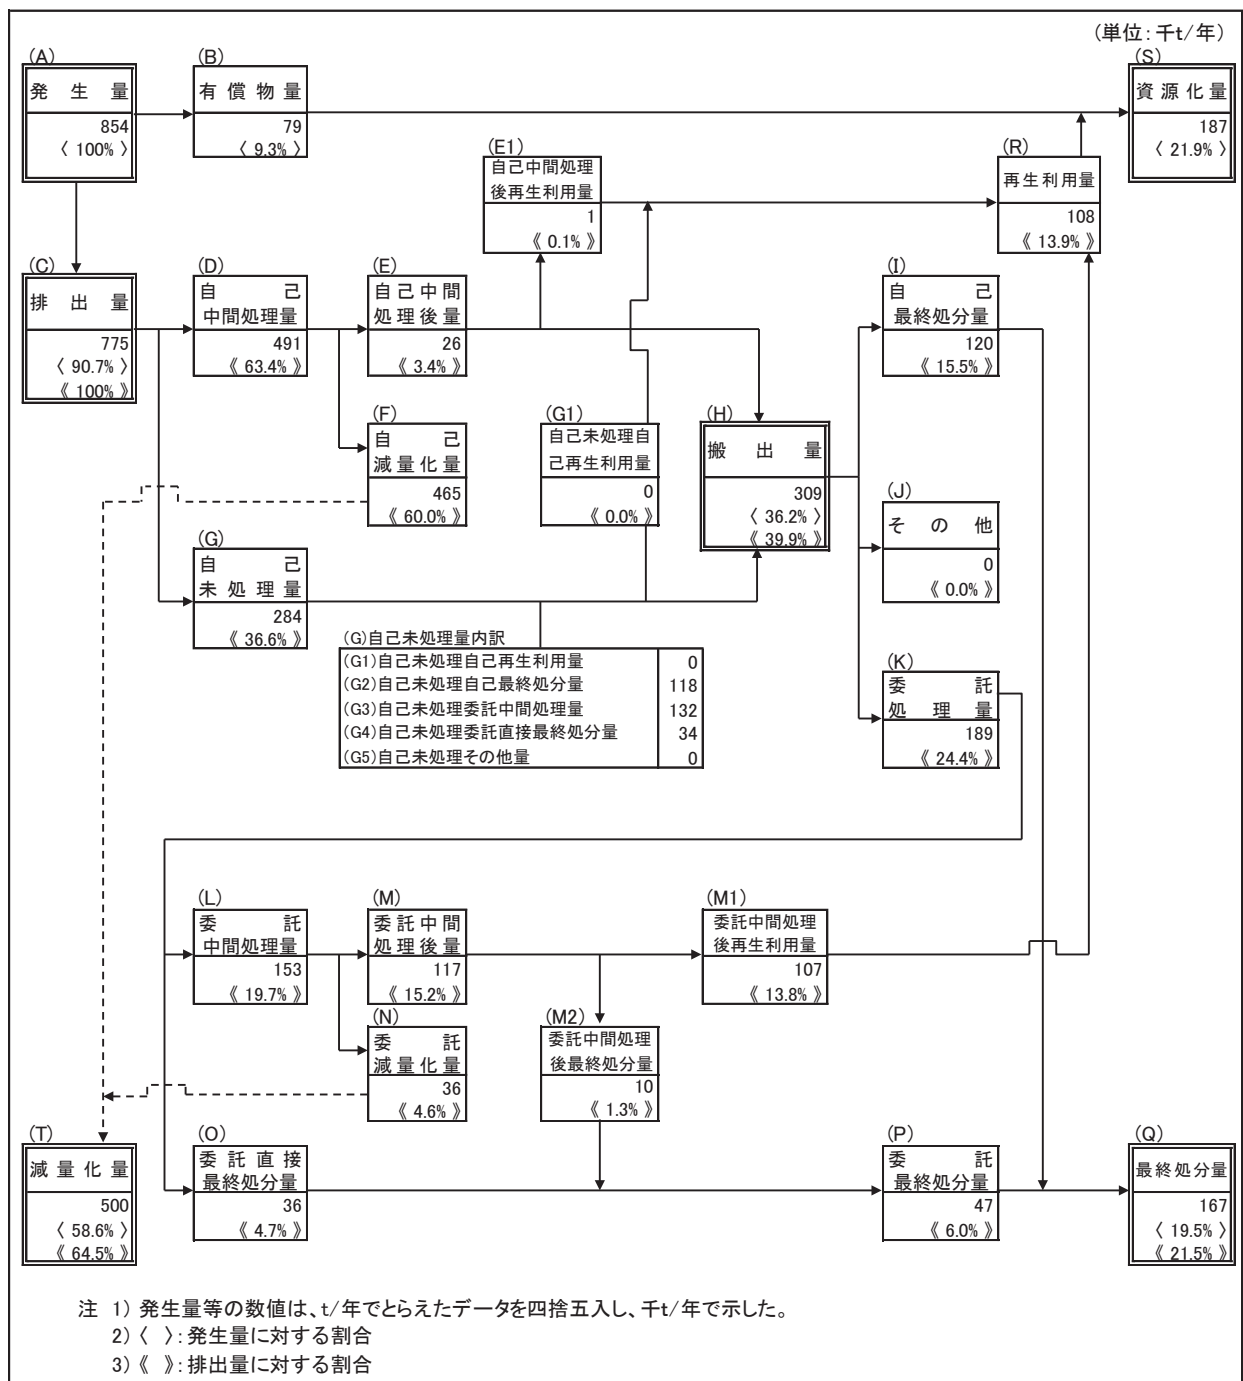 (単位:千t/年)
(A)
発生量
854
〈 100% 〉
(B)
有償物量
79
〈 9.3% 〉
(S)
資源化量
187
〈 21.9% 〉
(E1)
自己中間処理
後再生利用量
1
《 0.1% 》
(R)
再生利用量
108
《 13.9% 》
(C)
排出量
775
〈 90.7% 〉
《 100% 》
(D)
自己
中間処理量
491
《 63.4% 》
(E)
自己中間
処理後量
26
《 3.4% 》
(I)
自己
最終処分量
120
《 15.5% 》
(F)
自己
減量化量
465
《 60.0% 》
(G1)
自己未処理自
己再生利用量
0
《 0.0% 》
(H)
搬出量
309
〈 36.2% 〉
《 39.9% 》
(J)
その他
0
《 0.0% 》
(G)
自己
未処理量
284
《 36.6% 》
(G)自己未処理量内訳
(G1)自己未処理自己再生利用量 0
(G2)自己未処理自己最終処分量 118
(G3)自己未処理委託中間処理量 132
(G4)自己未処理委託直接最終処分量 34
(G5)自己未処理その他量 0
(K)
委託
処理量
189
《 24.4% 》
(L)
委託
中間処理量
153
《 19.7% 》
(M)
委託中間
処理後量
117
《 15.2% 》
(M1)
委託中間処理
後再生利用量
107
《 13.8% 》
(N)
委託
減量化量
36
《 4.6% 》
(M2)
委託中間処理
後最終処分量
10
《 1.3% 》
(T)
減量化量
500
〈 58.6% 〉
《 64.5% 》
(O)
委託直接
最終処分量
36
《 4.7% 》
(P)
委託
最終処分量
47
《 6.0% 》
(Q)
最終処分量
167
〈 19.5% 〉
《 21.5% 》
注 1) 発生量等の数値は、t/年でとらえたデータを四捨五入し、千t/年で示した。
2) 〈 〉:発生量に対する割合
3) 《 》:排出量に対する割合